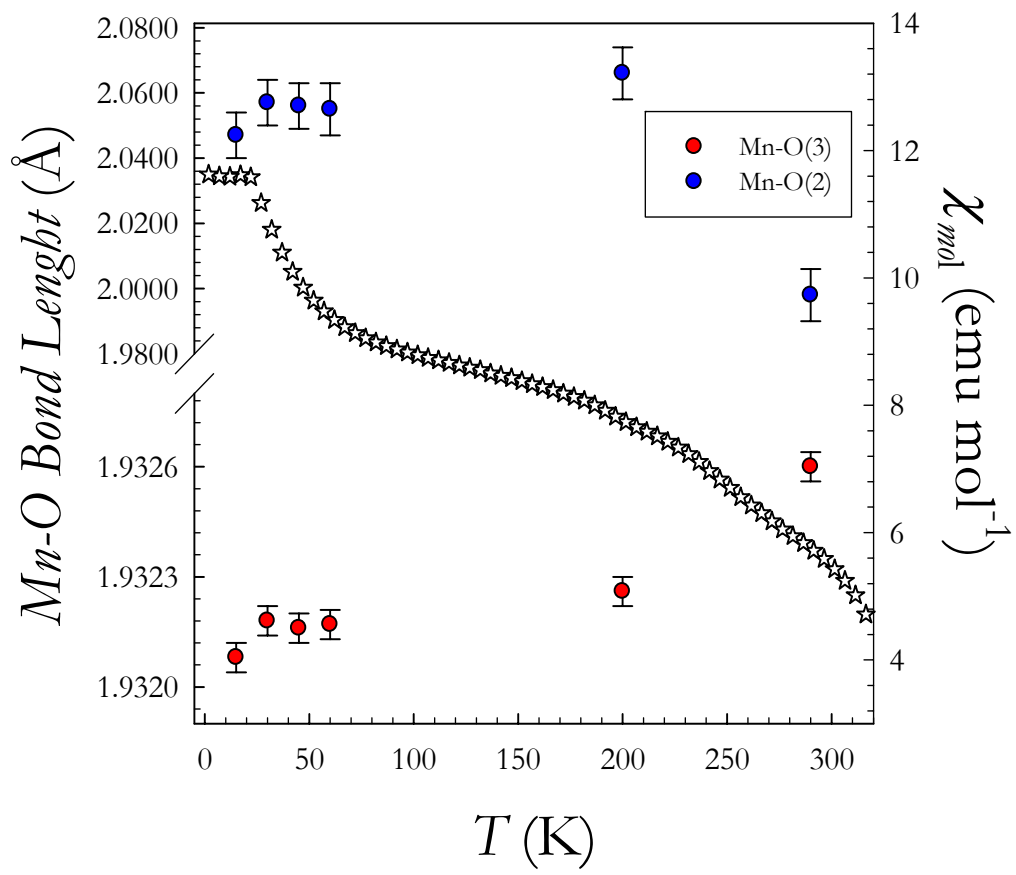 2.0800
2.0600
2.0400
2.0200
2.0000
1.9800
1.9326
1.9323
1.9320
Mn-O Bond Lenght (Å)
Mn-O(3)
Mn-O(2)
14
12
10
8
6
4
χmol (emu mol-1)
0 50 100 150 200 250 300
T (K)